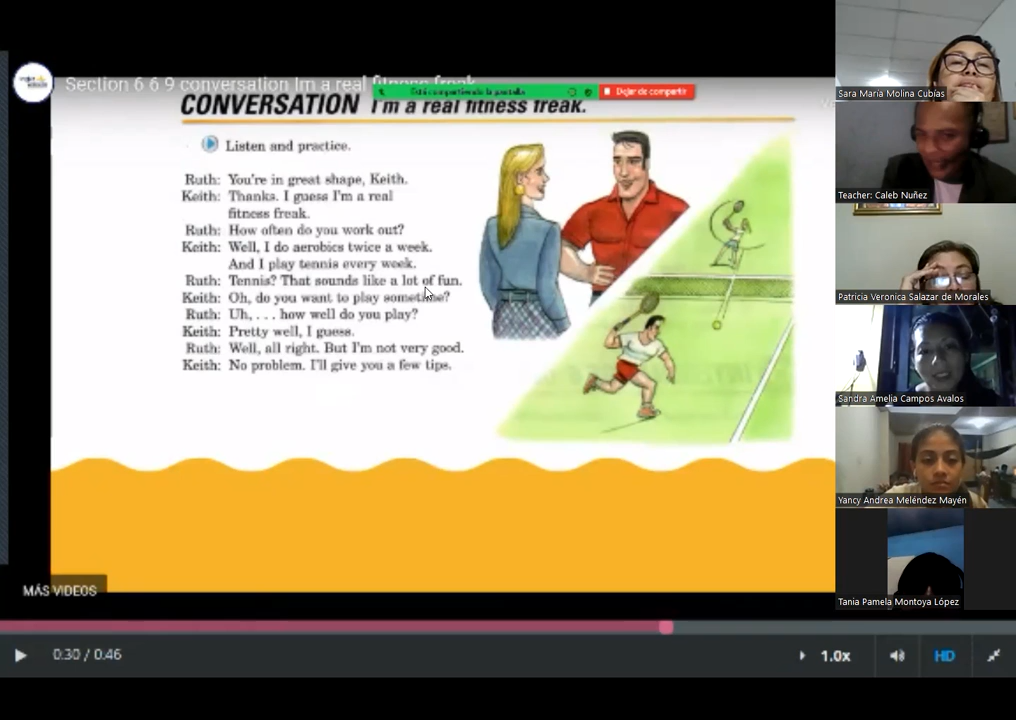 Section 6 6 9 conversation Im a real fitness freak
Está compartiendo la pantalla
Dejar de compartir
CONVERSATION I'm a real fitness freak.
Listen and practice.
Ruth: You're in great shape, Keith.
Keith: Thanks. I guess I'm a real
fitness freak.
Ruth: How often do you work out?
Keith: Well, I do aerobics twice a week.
And I play tennis every week.
Ruth: Tennis? That sounds like a lot of fun.
Keith: Oh, do you want to play sometime?
Ruth: Uh, . . . how well do you play?
Keith: Pretty well, I guess.
Ruth: Well, all right. But I'm not very good.
Keith: No problem. I'll give you a few tips.
MÁS VIDEOS
0:30 / 0:46
1.0x
HD
Sara María Molina Cubías
Teacher: Caleb Nuñez
Patricia Veronica Salazar de Morales
Sandra Amelia Campos Avalos
Yancy Andrea Meléndez Mayén
Tania Pamela Montoya López